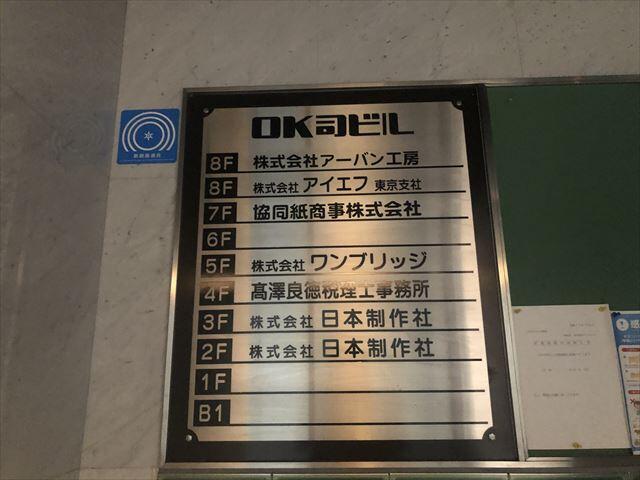 OK司ビル
8F 株式会社アーバン工房
8F 株式会社 アイエフ 東京支社
7F 協同紙商事株式会社
6F
5F 株式会社 ワンブリッジ
4F 髙澤良徳税理士事務所
3F 株式会社 日本制作社
2F 株式会社 日本制作社
1F
B1